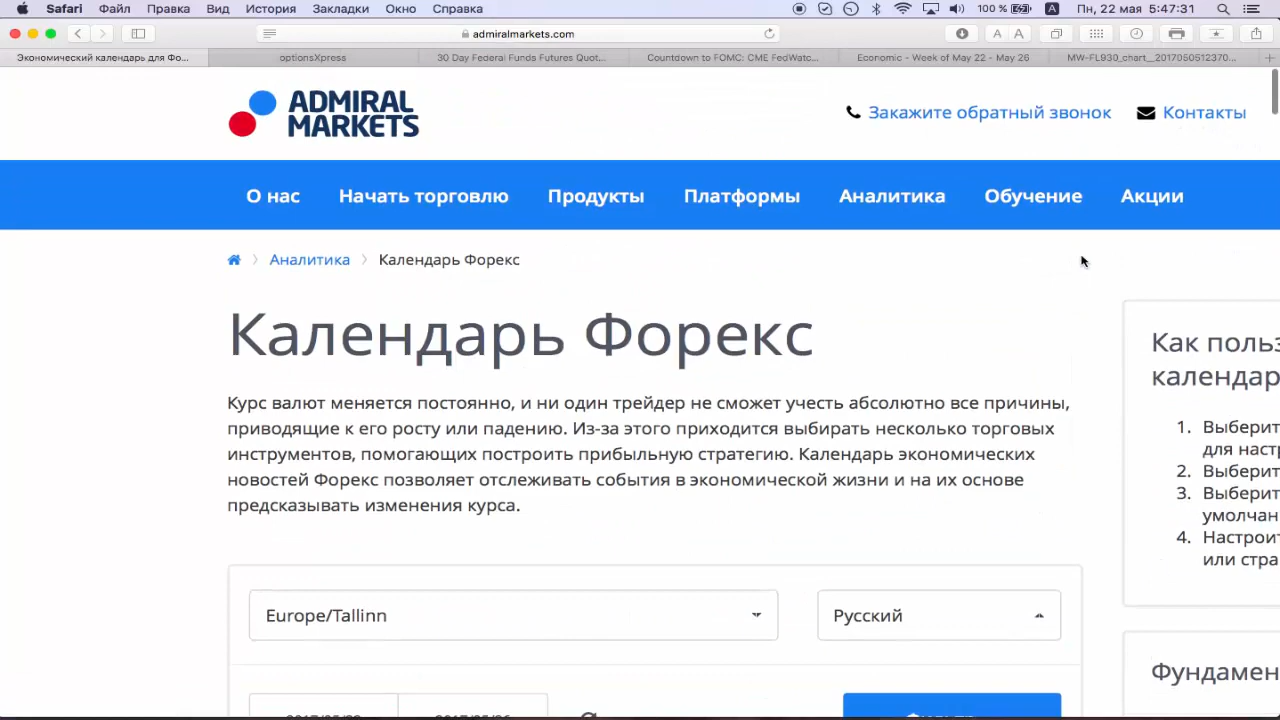 Safari Файл Правка Вид История Закладки Окно Справка 100 % A Пн, 22 мая 5:47:31
admiralmarkets.com A A
Экономический календарь для Фо... optionsXpress 30 Day Federal Funds Futures Quot... Countdown to FOMC: CME FedWatc... Economic - Week of May 22 - May 26 MW-FL930_chart__2017050512370...
ADMIRAL
MARKETS
Закажите обратный звонок Контакты
О нас Начать торговлю Продукты Платформы Аналитика Обучение Акции
Аналитика Календарь Форекс
Календарь Форекс
Курс валют меняется постоянно, и ни один трейдер не сможет учесть абсолютно все причины,
приводящие к его росту или падению. Из-за этого приходится выбирать несколько торговых
инструментов, помогающих построить прибыльную стратегию. Календарь экономических
новостей Форекс позволяет отслеживать события в экономической жизни и на их основе
предсказывать изменения курса.
Europe/Tallinn Русский
Как польз
календар
1. Выберит
для настр
2. Выберит
3. Выберит
умолчан
4. Настроит
или стра
Фундамен